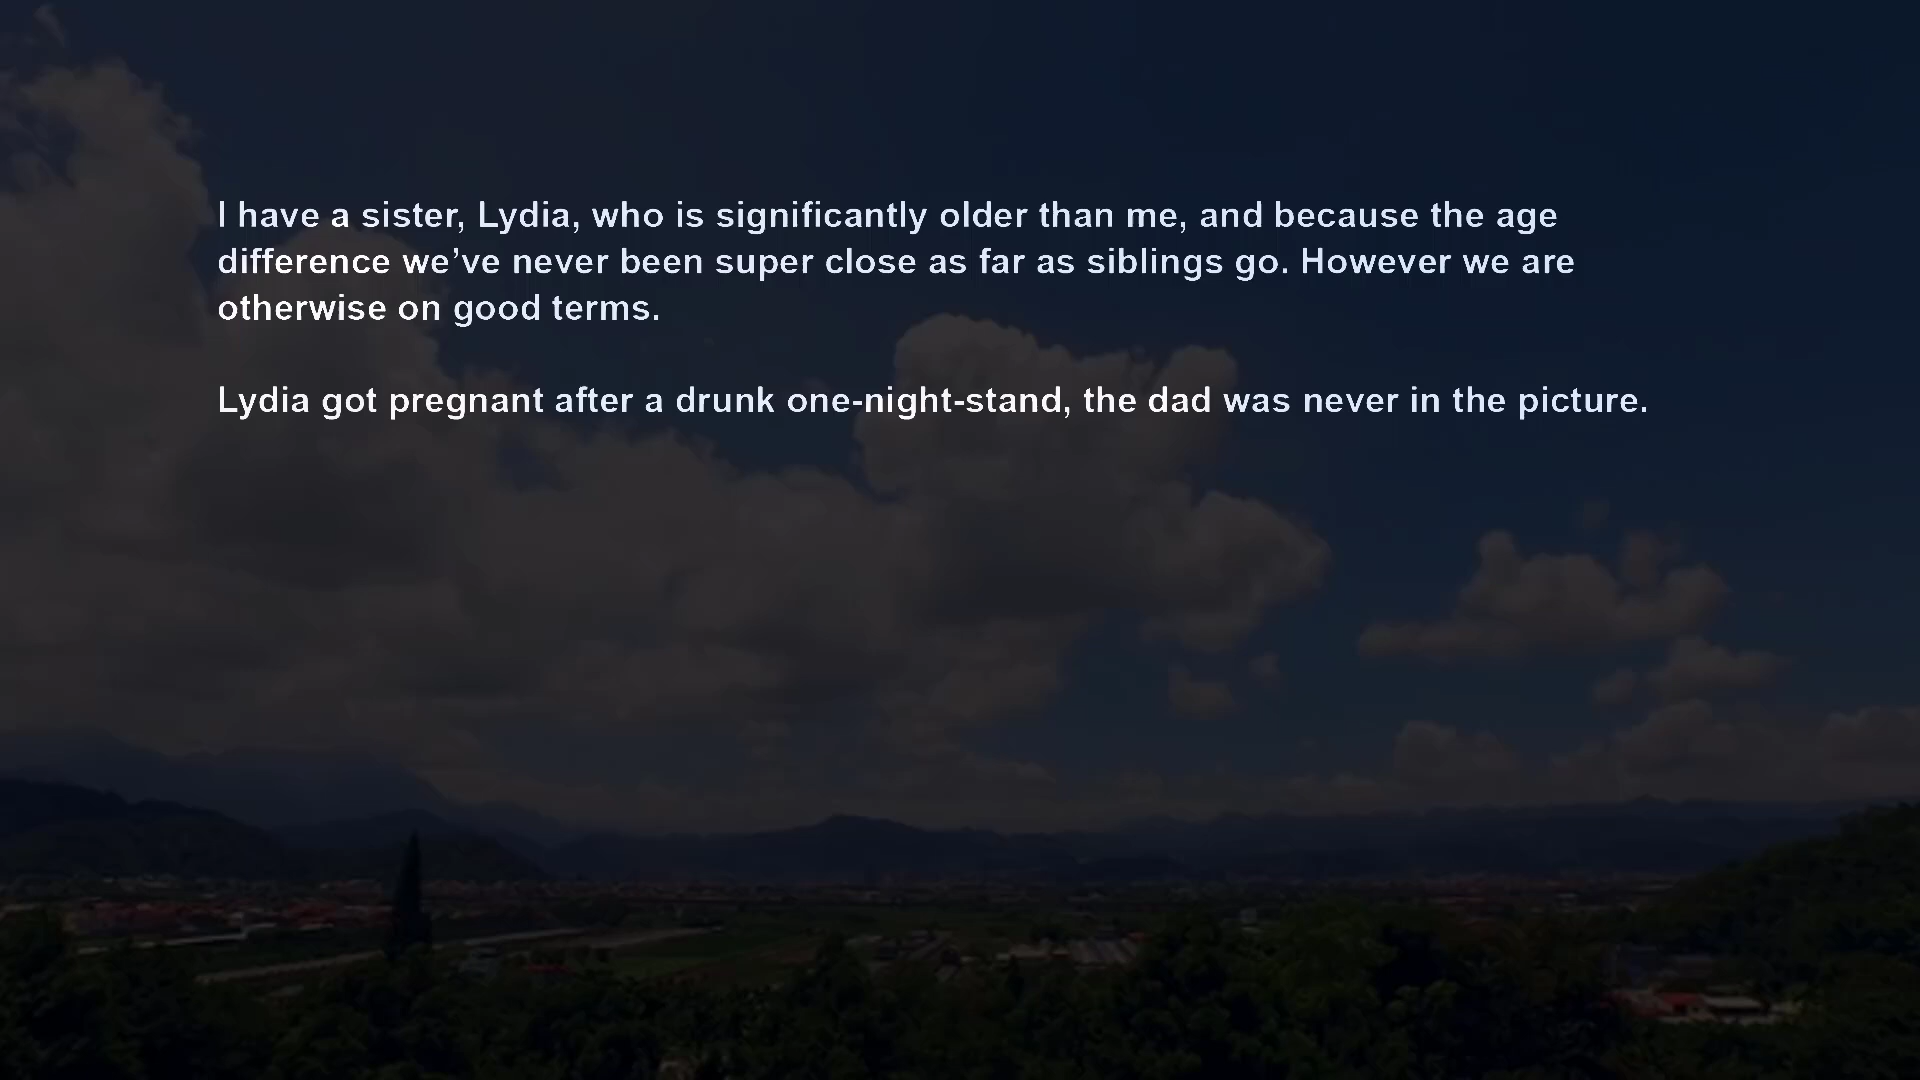 I have a sister, Lydia, who is significantly older than me, and because the age
difference we’ve never been super close as far as siblings go. However we are
otherwise on good terms.
Lydia got pregnant after a drunk one-night-stand, the dad was never in the picture.